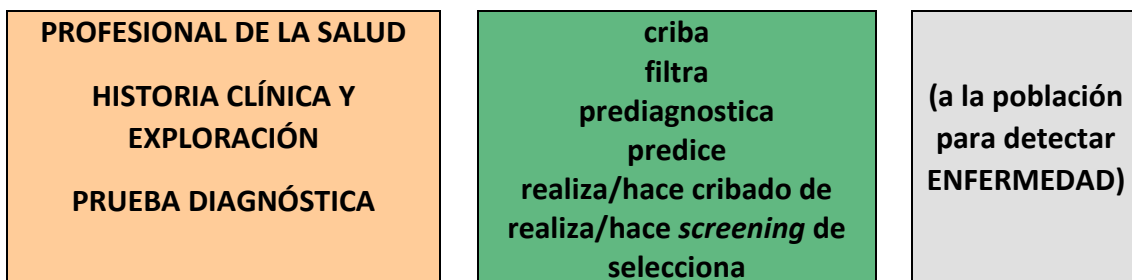 PROFESIONAL DE LA SALUD
HISTORIA CLÍNICA Y
EXPLORACIÓN
PRUEBA DIAGNÓSTICA
criba
filtra
prediagnostica
predice
realiza/hace cribado de
realiza/hace screening de
selecciona
(a la población
para detectar
ENFERMEDAD)